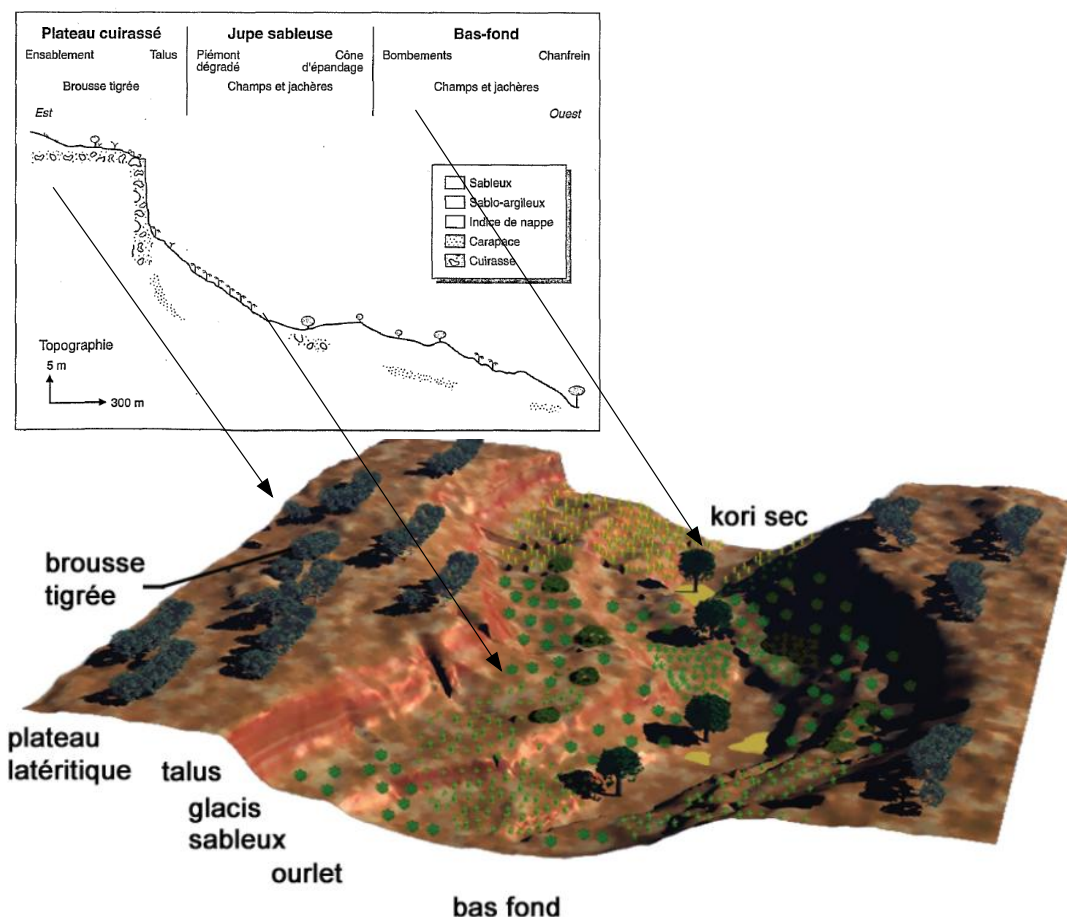 Plateau cuirassé Jupe sableuse Bas-fond
Ensablement Talus Piémont dégradé Cône d'épandage Bombements Chanfrein
Brousse tigrée Champs et jachères Champs et jachères
Est Ouest
Sableux
Sablo-argileux
Indice de nappe
Carapace
Cuirasse
Topographie
5 m
300 m
kori sec
brousse
tigrée
plateau
latéritique
talus
glacis
sableux
ourlet
bas fond